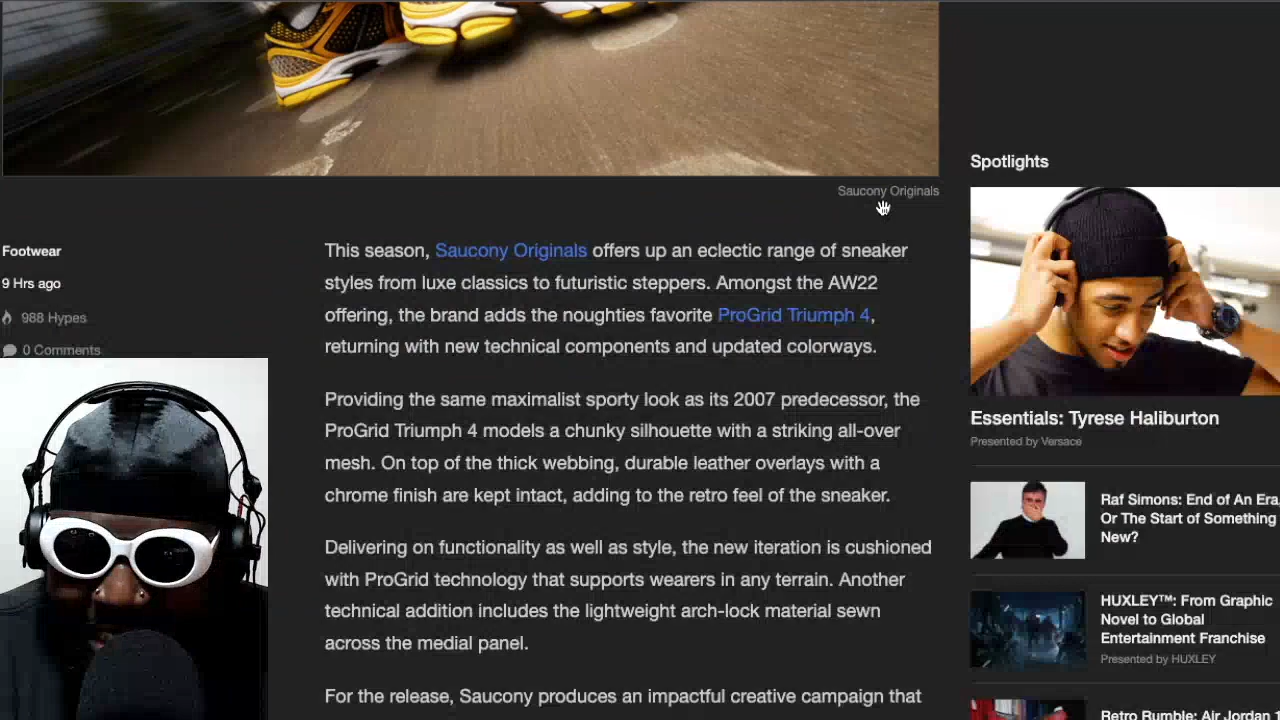 Saucony Originals
Footwear
9 Hrs ago
988 Hypes
0 Comments
This season, Saucony Originals offers up an eclectic range of sneaker
styles from luxe classics to futuristic steppers. Amongst the AW22
offering, the brand adds the noughties favorite ProGrid Triumph 4,
returning with new technical components and updated colorways.
Providing the same maximalist sporty look as its 2007 predecessor, the
ProGrid Triumph 4 models a chunky silhouette with a striking all-over
mesh. On top of the thick webbing, durable leather overlays with a
chrome finish are kept intact, adding to the retro feel of the sneaker.
Delivering on functionality as well as style, the new iteration is cushioned
with ProGrid technology that supports wearers in any terrain. Another
technical addition includes the lightweight arch-lock material sewn
across the medial panel.
For the release, Saucony produces an impactful creative campaign that
Spotlights
Essentials: Tyrese Haliburton
Presented by Versace
Raf Simons: End of An Era
Or The Start of Something
New?
HUXLEY™: From Graphic
Novel to Global
Entertainment Franchise
Presented by HUXLEY
Retro Rumble: Air Jordan 1